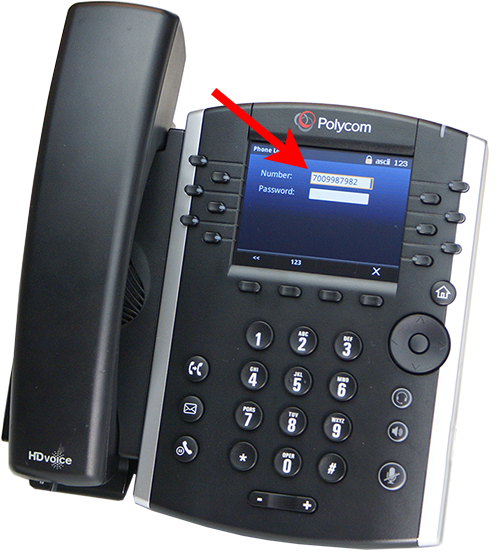 Polycom
Phone Lo
ascii 123
Number: 7009987982
Password:
<< 123 X
1
ABC
2
DEF
3
GHI
4
JKL
5
MNO
6
PQRS
7
TUV
8
WXYZ
9
*
OPER
0
#
- +
HDvoice